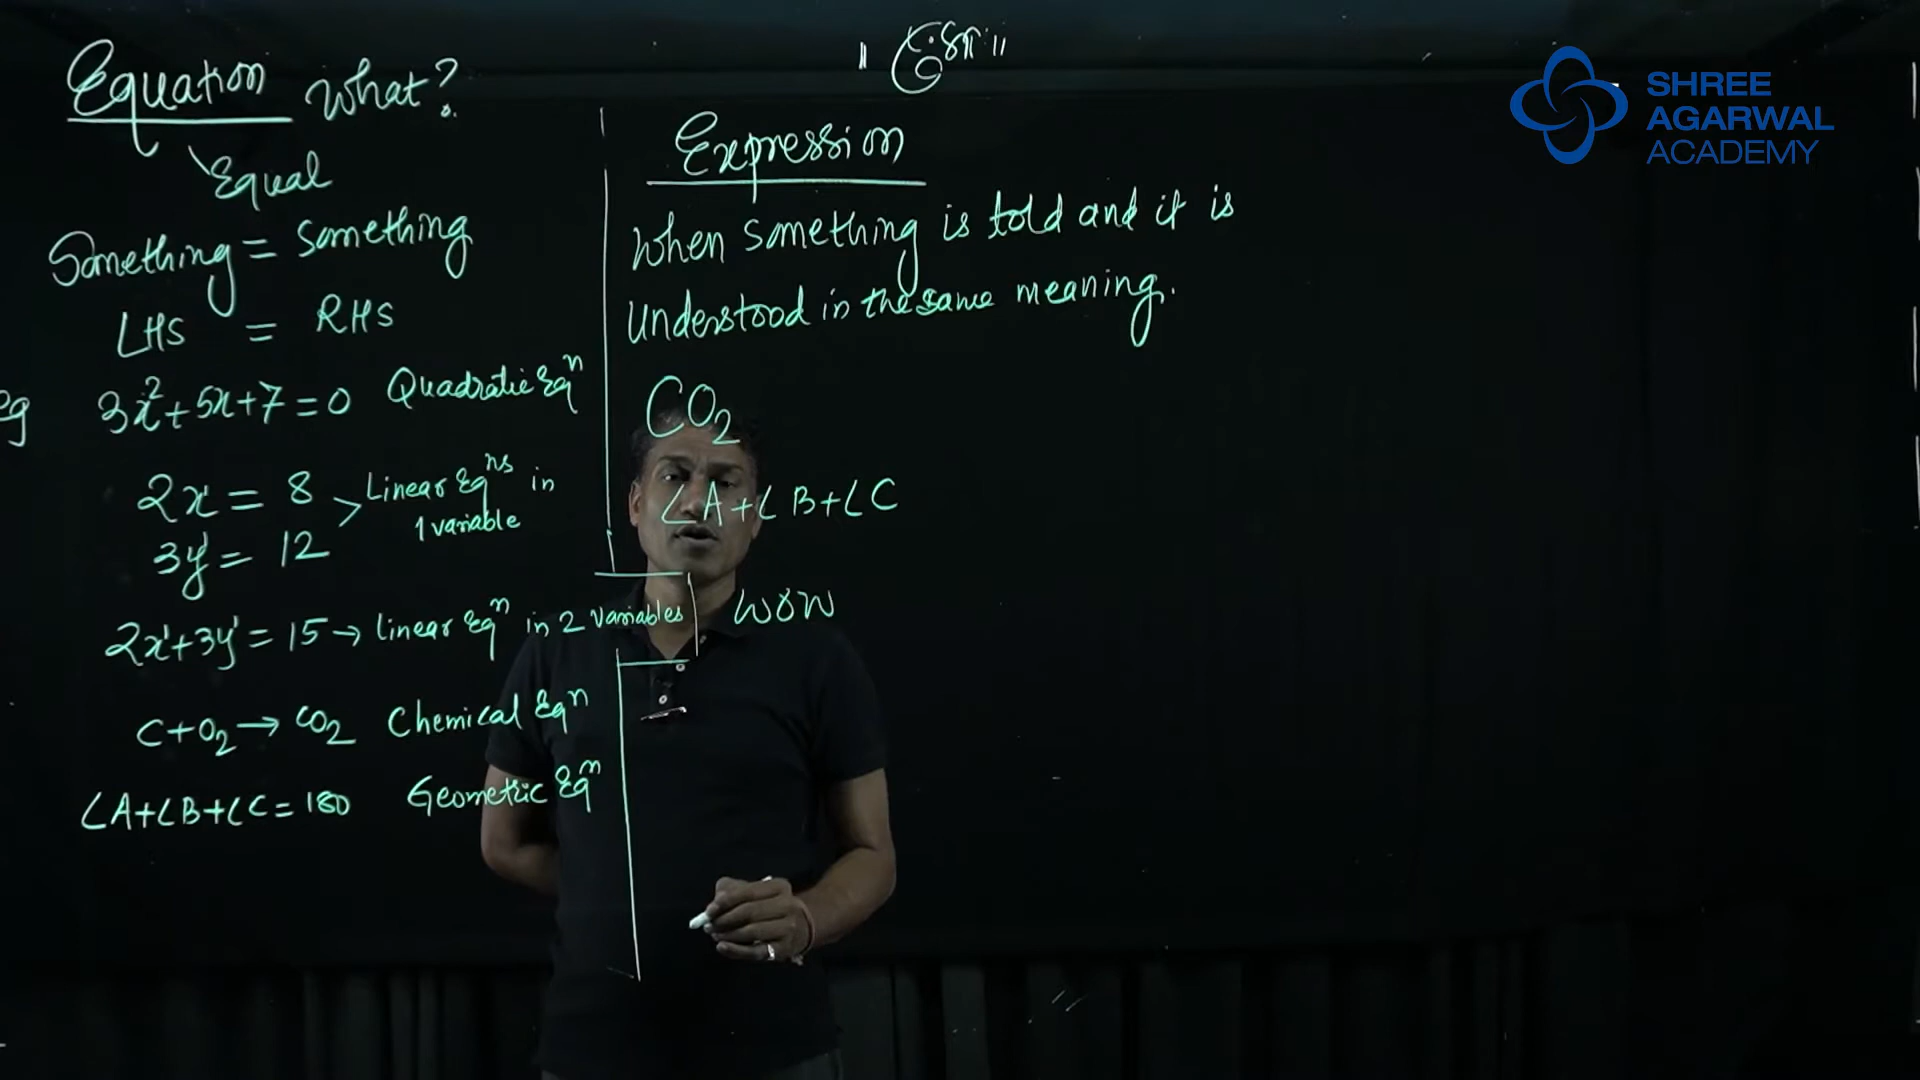 SHREE
AGARWAL
ACADEMY
Equation What?
Equal
Something = Something
LHS = RHS
eg 3x²+5x+7=0 Quadratic Eqⁿ
2x = 8 > Linear Eqⁿˢ in
1 variable
3y = 12
2x+3y=15 → Linear Eqⁿ in 2 variables
C+O₂→CO₂ Chemical Eqⁿ
∠A+∠B+∠C=180 Geometric Eqⁿ
Expression
When something is told and it is
understood in the same meaning.
CO₂
∠A+∠B+∠C
WOW